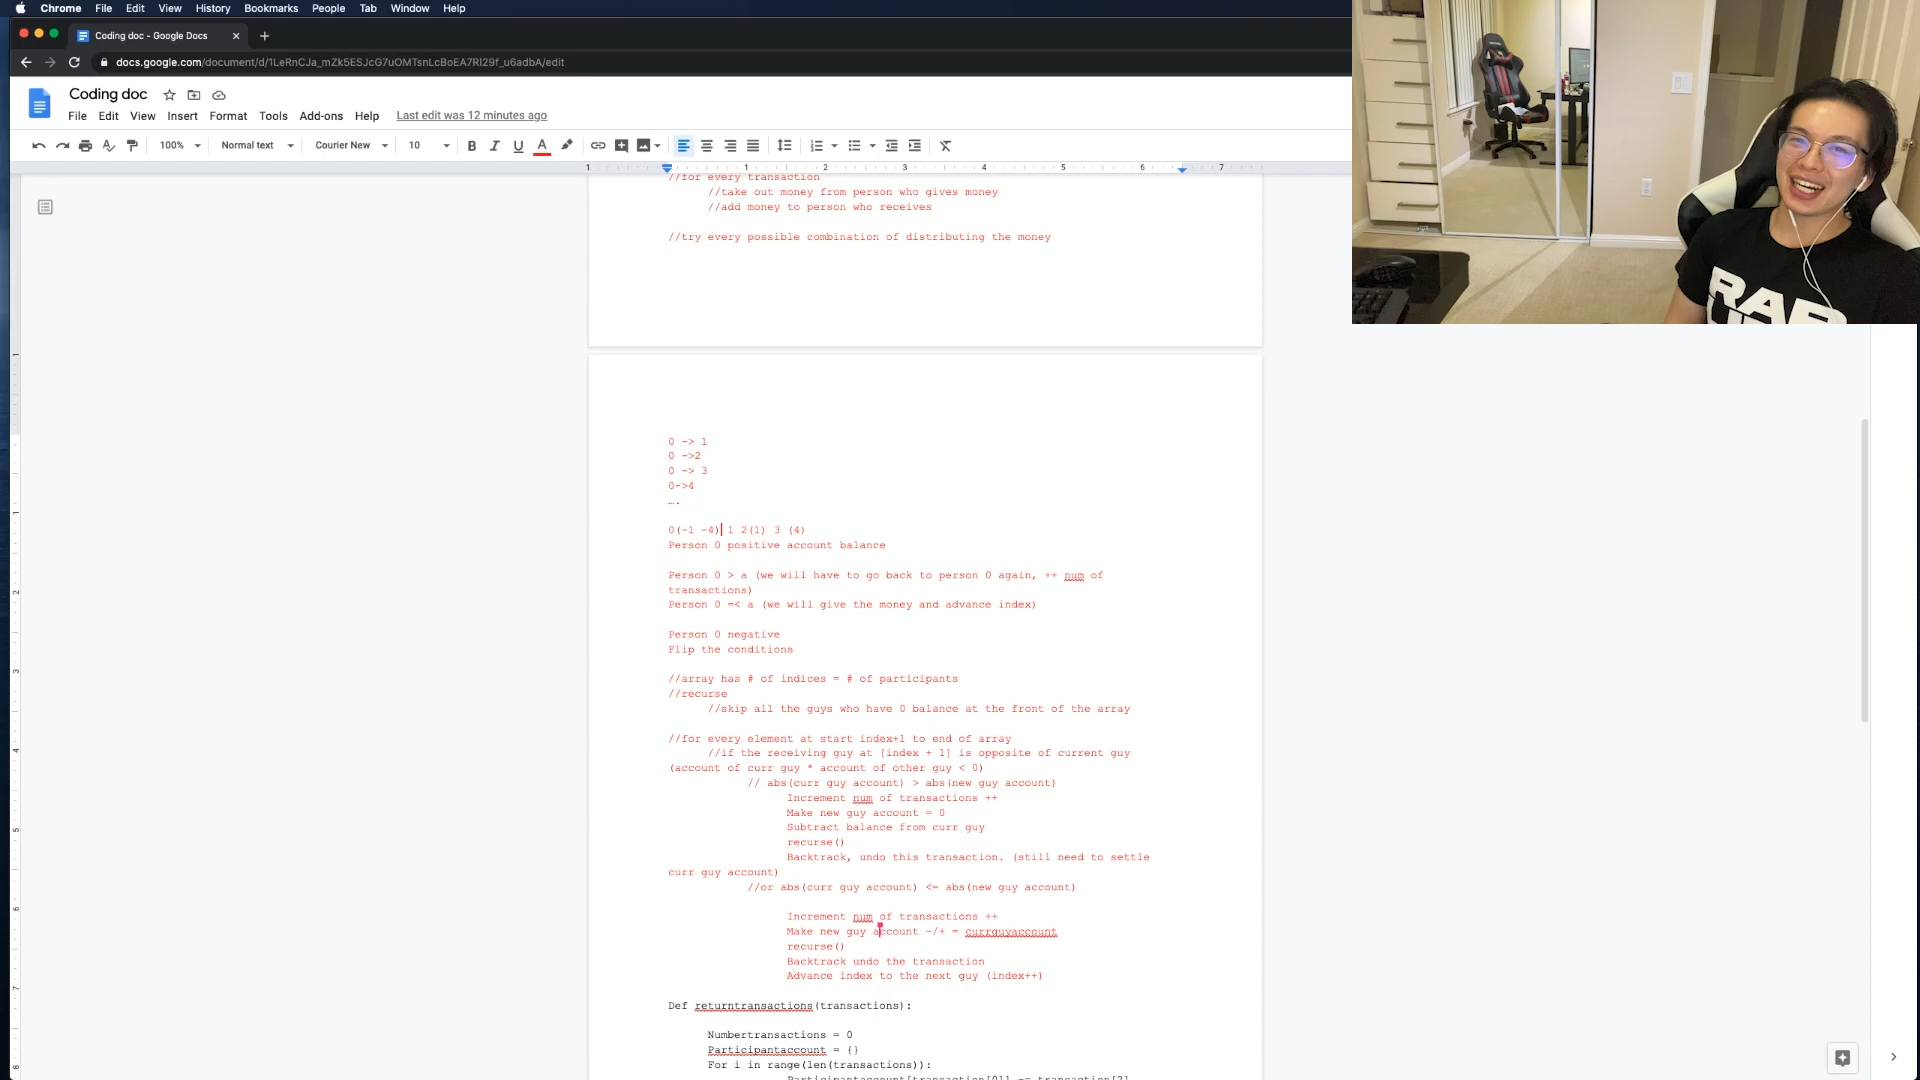 Chrome File Edit View History Bookmarks People Tab Window Help
Coding doc - Google Docs
docs.google.com/document/d/1LeRnCJa_mZk5ESJcG7uOMTsnLcBoEA7RI29f_u6adbA/edit
Coding doc
File Edit View Insert Format Tools Add-ons Help Last edit was 12 minutes ago
100% Normal text Courier New 10 B I U A
1 1 2 3 4 5 6 7
//for every transaction
//take out money from person who gives money
//add money to person who receives
//try every possible combination of distributing the money
0 -> 1
0 ->2
0 -> 3
0->4
….
0(-1 -4) 1 2(1) 3 (4)
Person 0 positive account balance
Person 0 > a (we will have to go back to person 0 again, ++ num of
transactions)
Person 0 =< a (we will give the money and advance index)
Person 0 negative
Flip the conditions
//array has # of indices = # of participants
//recurse
//skip all the guys who have 0 balance at the front of the array
//for every element at start index+1 to end of array
//if the receiving guy at [index + 1] is opposite of current guy
(account of curr guy * account of other guy < 0)
// abs(curr guy account) > abs(new guy account)
Increment num of transactions ++
Make new guy account = 0
Subtract balance from curr guy
recurse()
Backtrack, undo this transaction. (still need to settle
curr guy account)
//or abs(curr guy account) <= abs(new guy account)
Increment num of transactions ++
Make new guy account -/+ = currguyaccount
recurse()
Backtrack undo the transaction
Advance index to the next guy (index++)
Def returntransactions(transactions):
Numbertransactions = 0
Participantaccount = {}
For i in range(len(transactions)):
Participantaccount[transaction[0]] -= transaction[2]